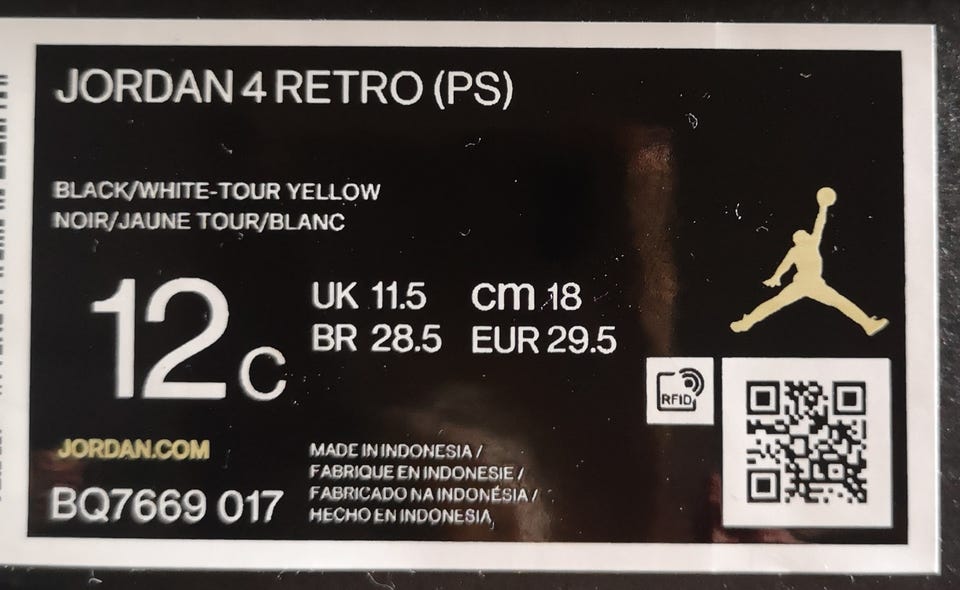 JORDAN 4 RETRO (PS)
BLACK/WHITE-TOUR YELLOW
NOIR/JAUNE TOUR/BLANC
12c
UK 11.5 cm 18
BR 28.5 EUR 29.5
RFID
JORDAN.COM
BQ7669 017
MADE IN INDONESIA /
FABRIQUE EN INDONESIE /
FABRICADO NA INDONÉSIA /
HECHO EN INDONESIA